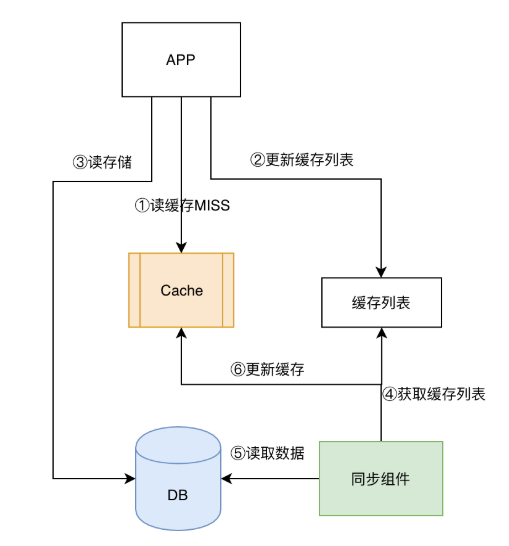 APP
③读存储
②更新缓存列表
①读缓存MISS
Cache
缓存列表
⑥更新缓存
④获取缓存列表
⑤读取数据
同步组件
DB